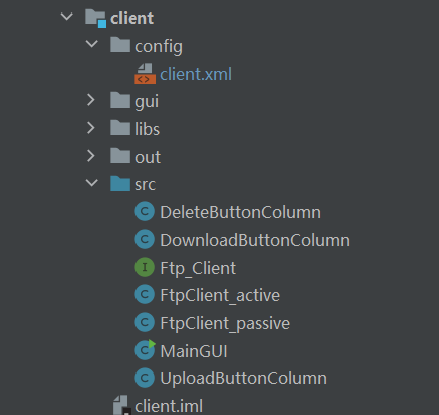 client
config
client.xml
gui
libs
out
src
C DeleteButtonColumn
C DownloadButtonColumn
I Ftp_Client
C FtpClient_active
C FtpClient_passive
C MainGUI
C UploadButtonColumn
client.iml